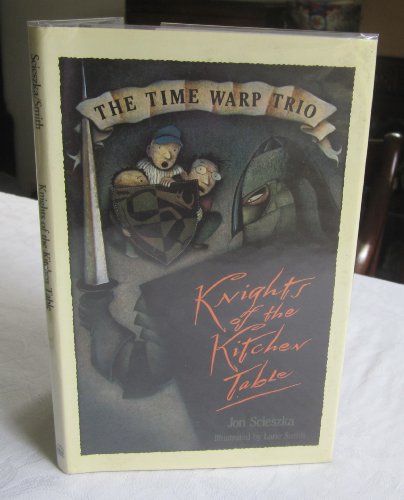 Scieszka/Smith
Knights of the Kitchen Table
THE TIME WARP TRIO
Knights
of the
Kitchen
Table
Jon Scieszka
Illustrated by Lane Smith